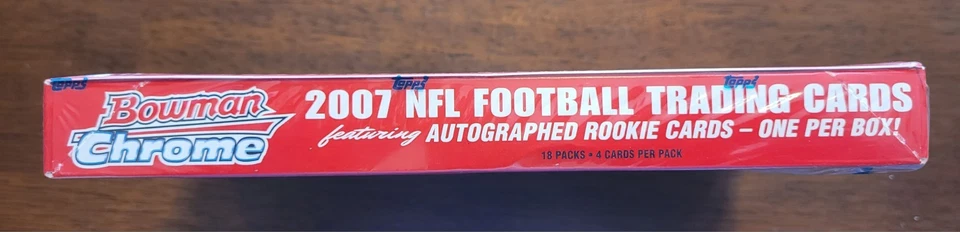 Topps Topps Topps
Bowman
Chrome
2007 NFL FOOTBALL TRADING CARDS
featuring AUTOGRAPHED ROOKIE CARDS – ONE PER BOX!
18 PACKS • 4 CARDS PER PACK